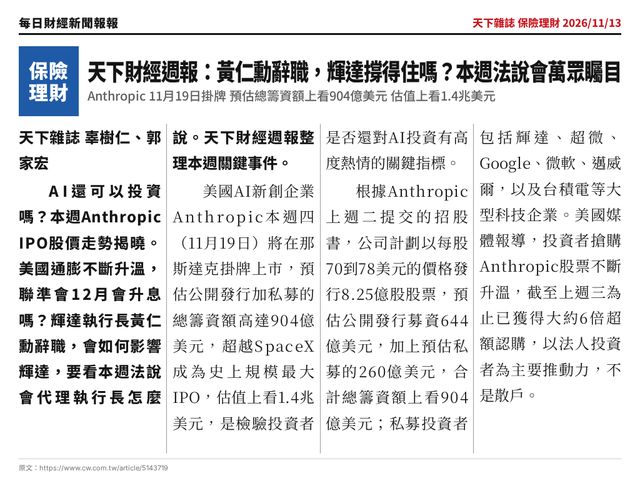 每日財經新聞報報
天下雜誌 保險理財 2026/11/13
保險
理財
天下財經週報：黃仁勳辭職，輝達撐得住嗎？本週法說會萬眾矚目
Anthropic 11月19日掛牌 預估總籌資額上看904億美元 估值上看1.4兆美元
天下雜誌 辜樹仁、郭
家宏
AI還可以投資
嗎？本週Anthropic
IPO股價走勢揭曉。
美國通膨不斷升溫，
聯準會12月會升息
嗎？輝達執行長黃仁
勳辭職，會如何影響
輝達，要看本週法說
會代理執行長怎麼
說。天下財經週報整
理本週關鍵事件。
美國AI新創企業
Anthropic本週四
（11月19日）將在那
斯達克掛牌上市，預
估公開發行加私募的
總籌資額高達904億
美元，超越SpaceX
成為史上規模最大
IPO，估值上看1.4兆
美元，是檢驗投資者
是否還對AI投資有高
度熱情的關鍵指標。
根據Anthropic
上週二提交的招股
書，公司計劃以每股
70到78美元的價格發
行8.25億股股票，預
估公開發行募資644
億美元，加上預估私
募的260億美元，合
計總籌資額上看904
億美元；私募投資者
包括輝達、超微、
Google、微軟、邁威
爾，以及台積電等大
型科技企業。美國媒
體報導，投資者搶購
Anthropic股票不斷
升溫，截至上週三為
止已獲得大約6倍超
額認購，以法人投資
者為主要推動力，不
是散戶。
原文：https://www.cw.com.tw/article/5143719